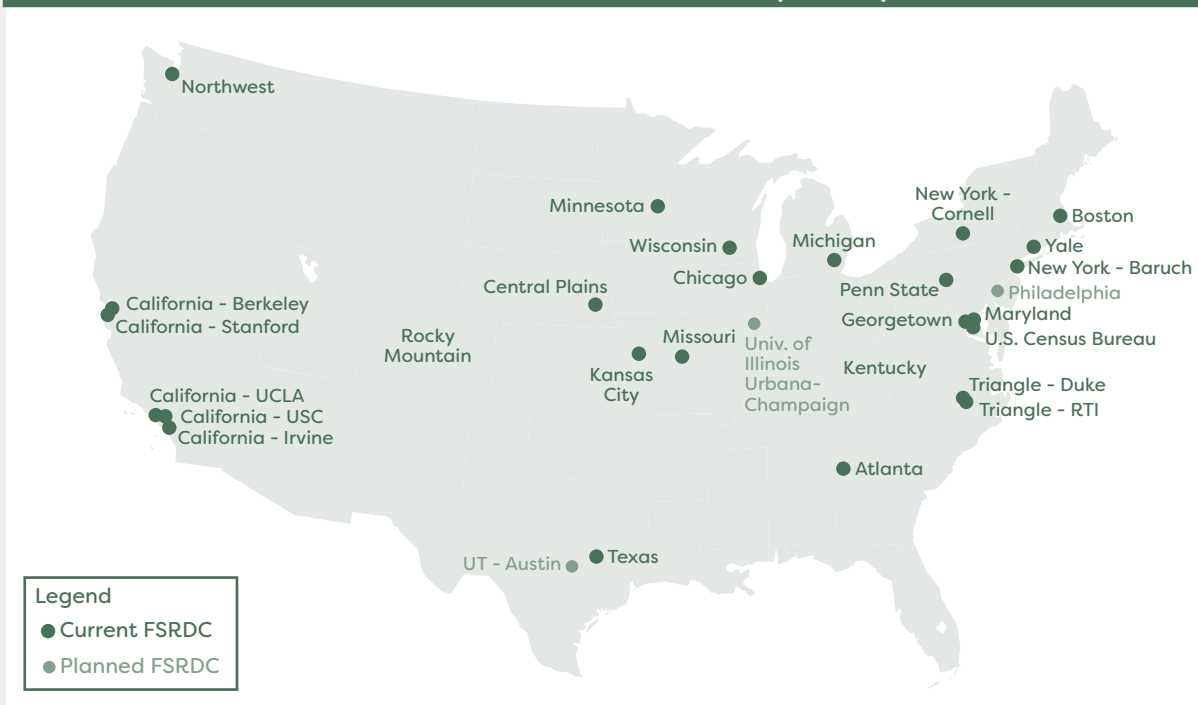 Northwest
New York -
Cornell
Minnesota
Boston
Wisconsin
Michigan
Yale
Chicago
New York - Baruch
Central Plains
Penn State
Philadelphia
California - Berkeley
California - Stanford
Georgetown
Maryland
U.S. Census Bureau
Rocky
Mountain
Missouri
Univ. of
Illinois
Urbana-
Champaign
Kentucky
Kansas
City
Triangle - Duke
Triangle - RTI
California - UCLA
California - USC
California - Irvine
Atlanta
UT - Austin
Texas
Legend
Current FSRDC
Planned FSRDC